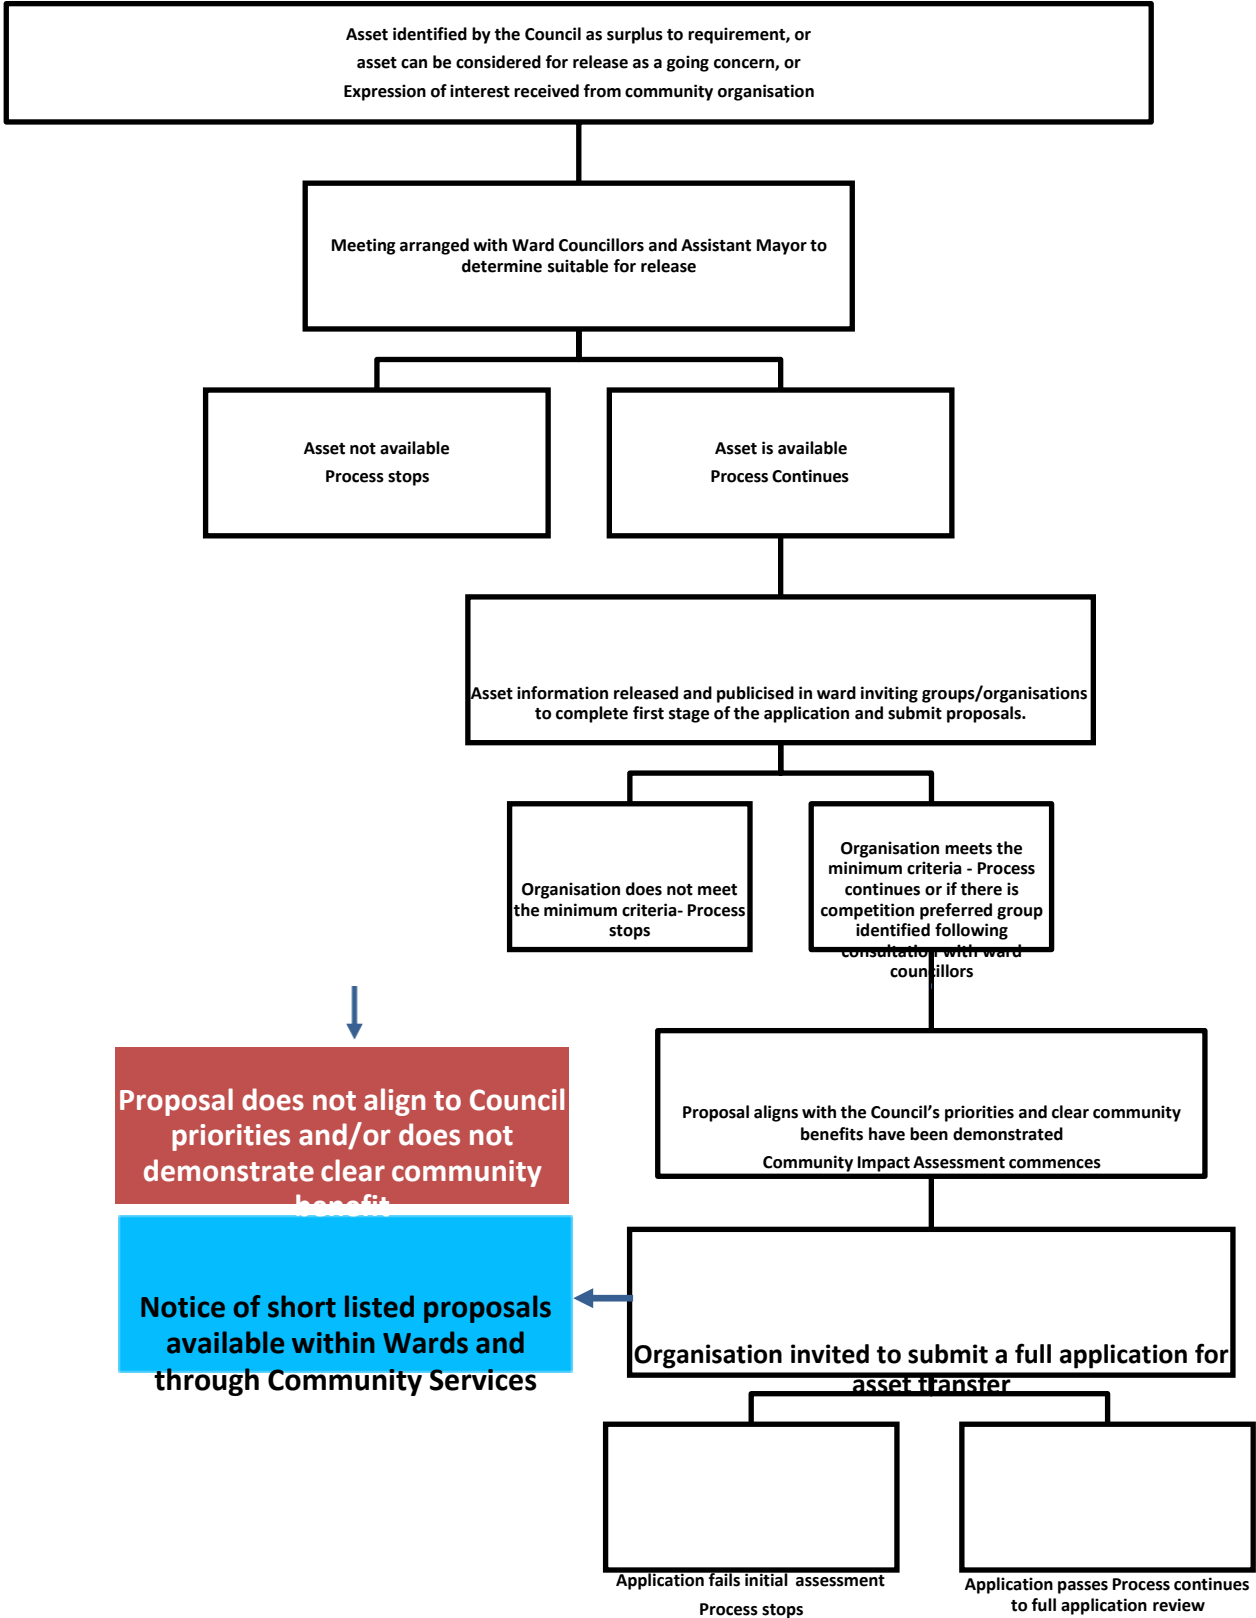 Asset identified by the Council as surplus to requirement, or
asset can be considered for release as a going concern, or
Expression of interest received from community organisation
Meeting arranged with Ward Councillors and Assistant Mayor to
determine suitable for release
Asset not available
Process stops
Asset is available
Process Continues
Asset information released and publicised in ward inviting groups/organisations
to complete first stage of the application and submit proposals.
Organisation does not meet
the minimum criteria- Process
stops
Organisation meets the
minimum criteria - Process
continues or if there is
competition preferred group
identified following
consultation with ward
councillors
Proposal does not align to Council
priorities and/or does not
demonstrate clear community
benefit
Proposal aligns with the Council’s priorities and clear community
benefits have been demonstrated
Community Impact Assessment commences
Notice of short listed proposals
available within Wards and
through Community Services
Organisation invited to submit a full application for
asset transfer
Application fails initial assessment
Process stops
Application passes Process continues
to full application review